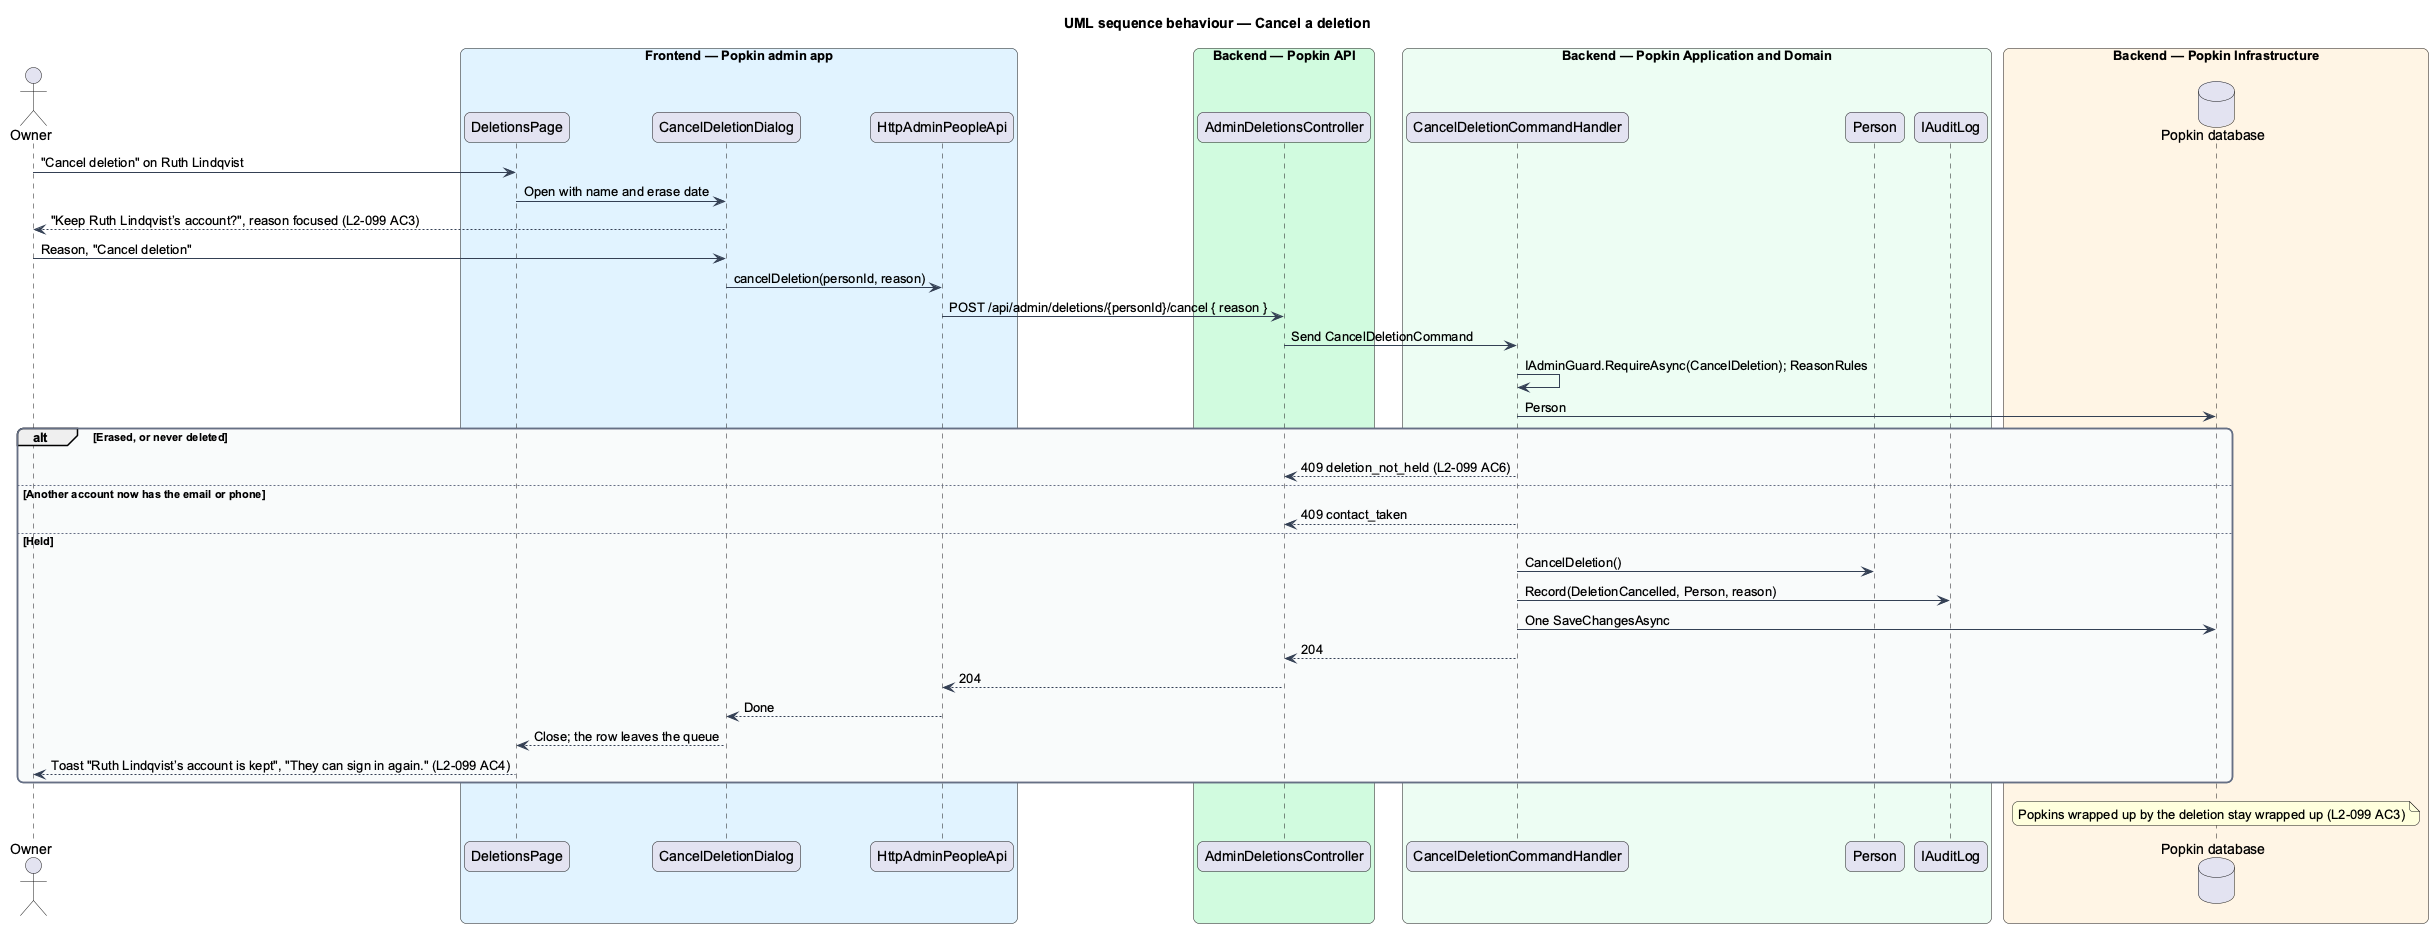 UML sequence behaviour — Cancel a deletion
Frontend — Popkin admin app
Backend — Popkin API
Backend — Popkin Application and Domain
Backend — Popkin Infrastructure
Owner
DeletionsPage
CancelDeletionDialog
HttpAdminPeopleApi
AdminDeletionsController
CancelDeletionCommandHandler
Person
IAuditLog
Popkin database
"Cancel deletion" on Ruth Lindqvist
Open with name and erase date
"Keep Ruth Lindqvist's account?", reason focused (L2-099 AC3)
Reason, "Cancel deletion"
cancelDeletion(personId, reason)
POST /api/admin/deletions/{personId}/cancel { reason }
Send CancelDeletionCommand
IAdminGuard.RequireAsync(CancelDeletion); ReasonRules
Person
alt
[Erased, or never deleted]
409 deletion_not_held (L2-099 AC6)
[Another account now has the email or phone]
409 contact_taken
[Held]
CancelDeletion()
Record(DeletionCancelled, Person, reason)
One SaveChangesAsync
204
204
Done
Close; the row leaves the queue
Toast "Ruth Lindqvist's account is kept", "They can sign in again." (L2-099 AC4)
Popkins wrapped up by the deletion stay wrapped up (L2-099 AC3)
Owner
DeletionsPage
CancelDeletionDialog
HttpAdminPeopleApi
AdminDeletionsController
CancelDeletionCommandHandler
Person
IAuditLog
Popkin database